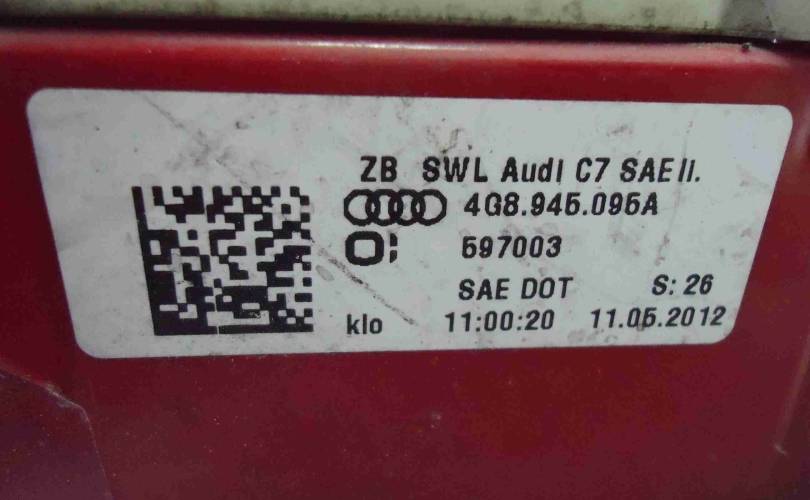 ZB SWL Audi C7 SAE li.
4G8.945.095A
597003
SAE DOT S: 26
klo 11:00:20 11.05.2012